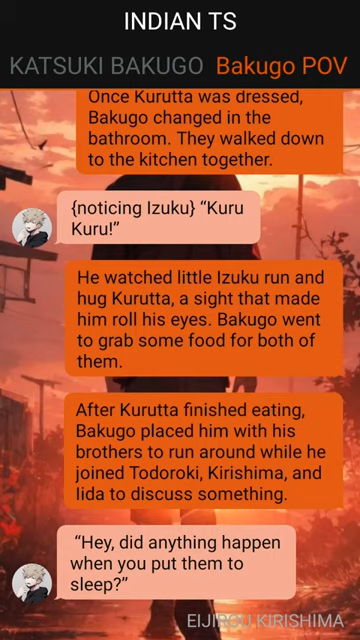 INDIAN TS
KATSUKI BAKUGO Bakugo POV
Once Kurutta was dressed,
Bakugo changed in the
bathroom. They walked down
to the kitchen together.
{noticing Izuku} “Kuru
Kuru!”
He watched little Izuku run and
hug Kurutta, a sight that made
him roll his eyes. Bakugo went
to grab some food for both of
them.
After Kurutta finished eating,
Bakugo placed him with his
brothers to run around while he
joined Todoroki, Kirishima, and
Iida to discuss something.
“Hey, did anything happen
when you put them to
sleep?”
EIJIROU KIRISHIMA